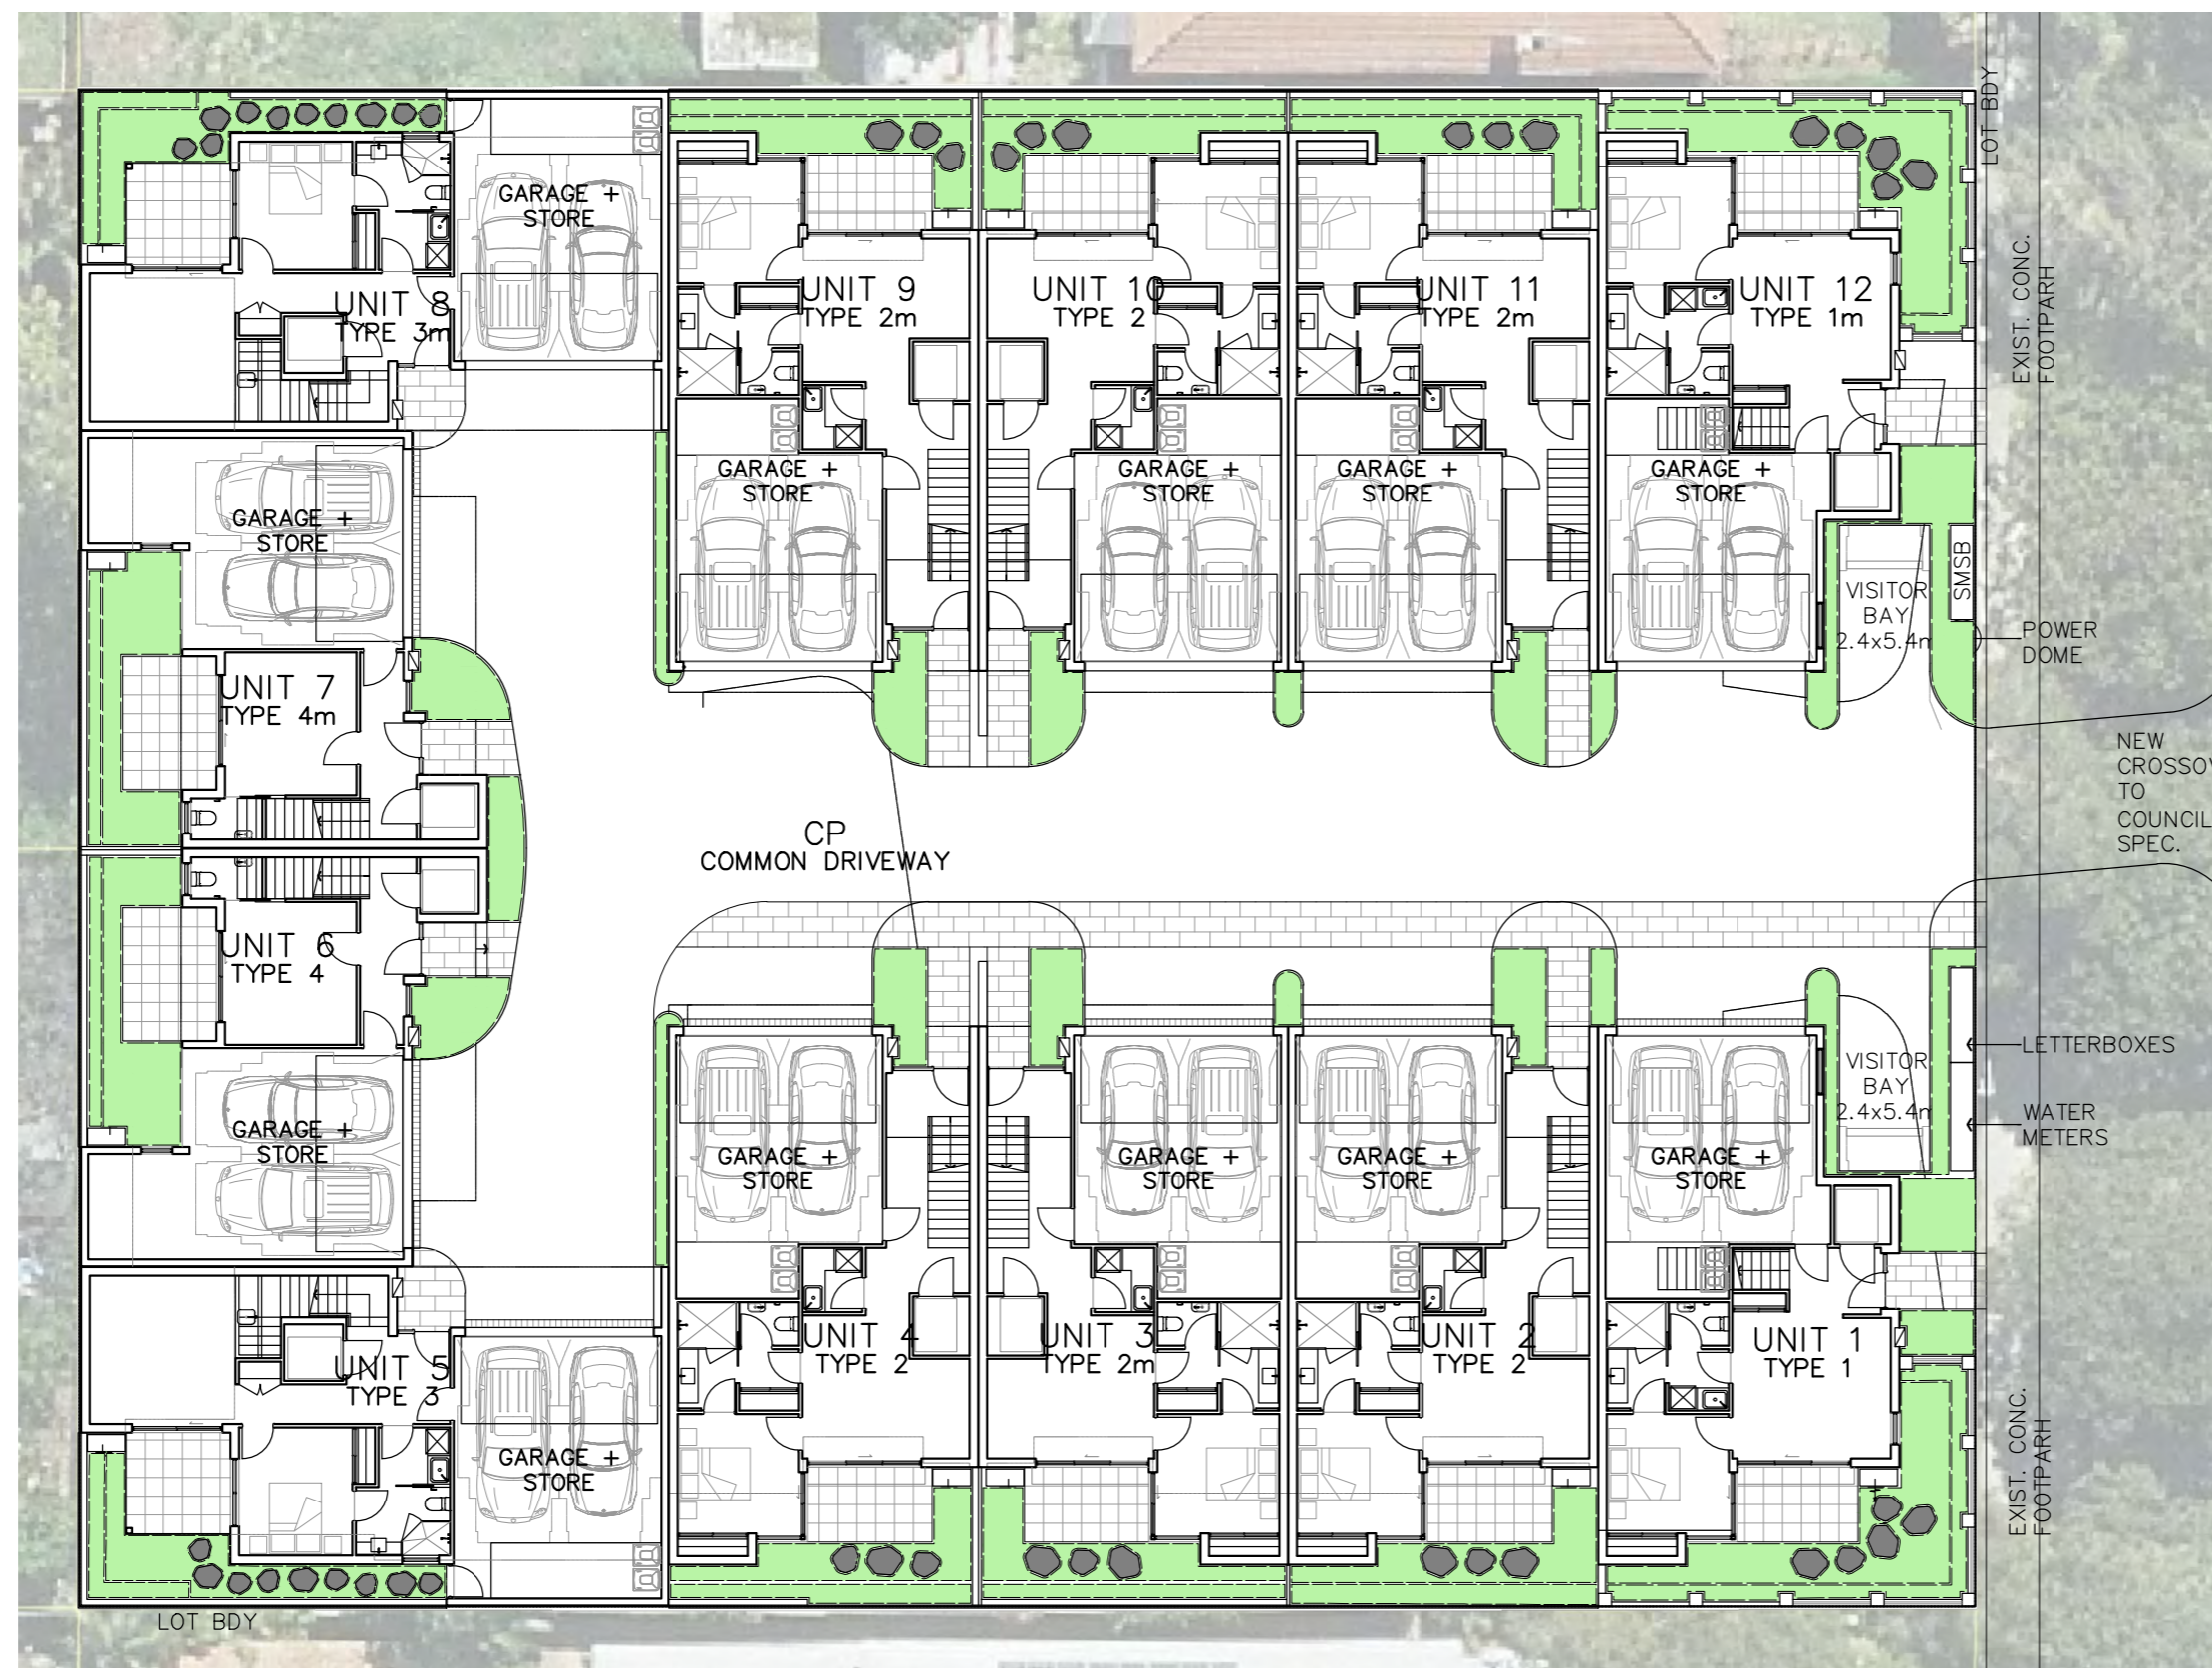 LOT BDY
GARAGE +
STORE
UNIT 8
TYPE 3m
UNIT 9
TYPE 2m
UNIT 10
TYPE 2
UNIT 11
TYPE 2m
UNIT 12
TYPE 1m
EXIST. CONC.
FOOTPARH
GARAGE +
STORE
GARAGE +
STORE
GARAGE +
STORE
GARAGE +
STORE
GARAGE +
STORE
VISITOR
BAY
2.4x5.4m
SMSB
POWER
DOME
UNIT 7
TYPE 4m
NEW
CROSSOV
TO
COUNCIL
SPEC.
CP
COMMON DRIVEWAY
UNIT 6
TYPE 4
GARAGE +
STORE
GARAGE +
STORE
GARAGE +
STORE
GARAGE +
STORE
GARAGE +
STORE
VISITOR
BAY
2.4x5.4m
LETTERBOXES
WATER
METERS
UNIT 5
TYPE 3
UNIT 4
TYPE 2
UNIT 3
TYPE 2m
UNIT 2
TYPE 2
UNIT 1
TYPE 1
GARAGE +
STORE
EXIST. CONC.
FOOTPARH
LOT BDY